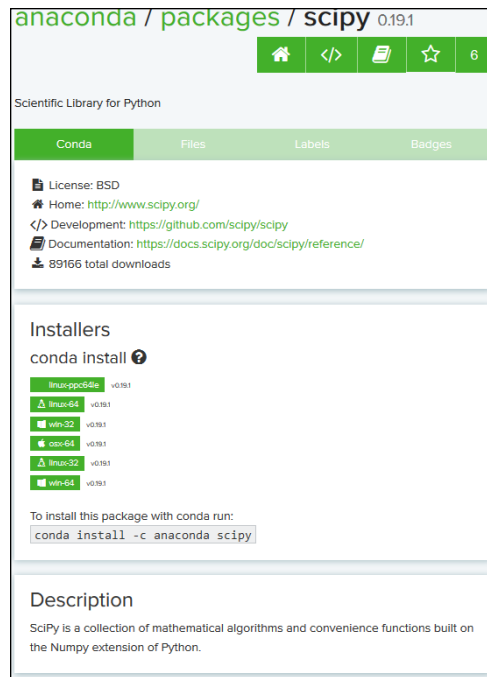 anaconda / packages / scipy 0.19.1
</> 6
Scientific Library for Python
Conda Files Labels Badges
License: BSD
Home: http://www.scipy.org/
</> Development: https://github.com/scipy/scipy
Documentation: https://docs.scipy.org/doc/scipy/reference/
89166 total downloads
Installers
conda install ?
linux-ppc64le v0.19.1
linux-64 v0.19.1
win-32 v0.19.1
osx-64 v0.19.1
linux-32 v0.19.1
win-64 v0.19.1
To install this package with conda run:
conda install -c anaconda scipy
Description
SciPy is a collection of mathematical algorithms and convenience functions built on
the Numpy extension of Python.